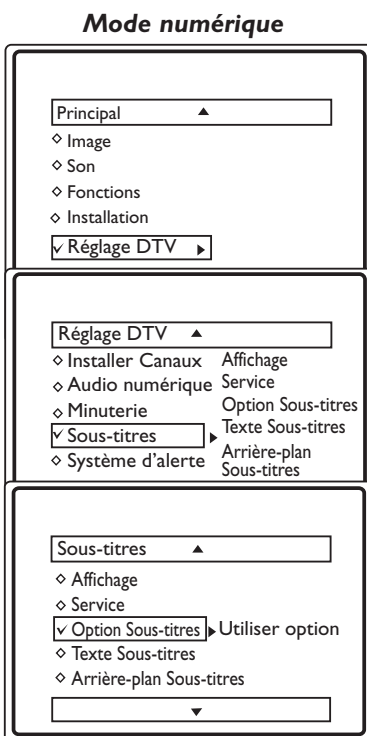 Mode numérique
Principal
Image
Son
Fonctions
Installation
Réglage DTV
Réglage DTV
Installer Canaux
Audio numérique
Minuterie
Sous-titres
Système d'alerte
Affichage
Service
Option Sous-titres
Texte Sous-titres
Arrière-plan
Sous-titres
Sous-titres
Affichage
Service
Option Sous-titres Utiliser option
Texte Sous-titres
Arrière-plan Sous-titres